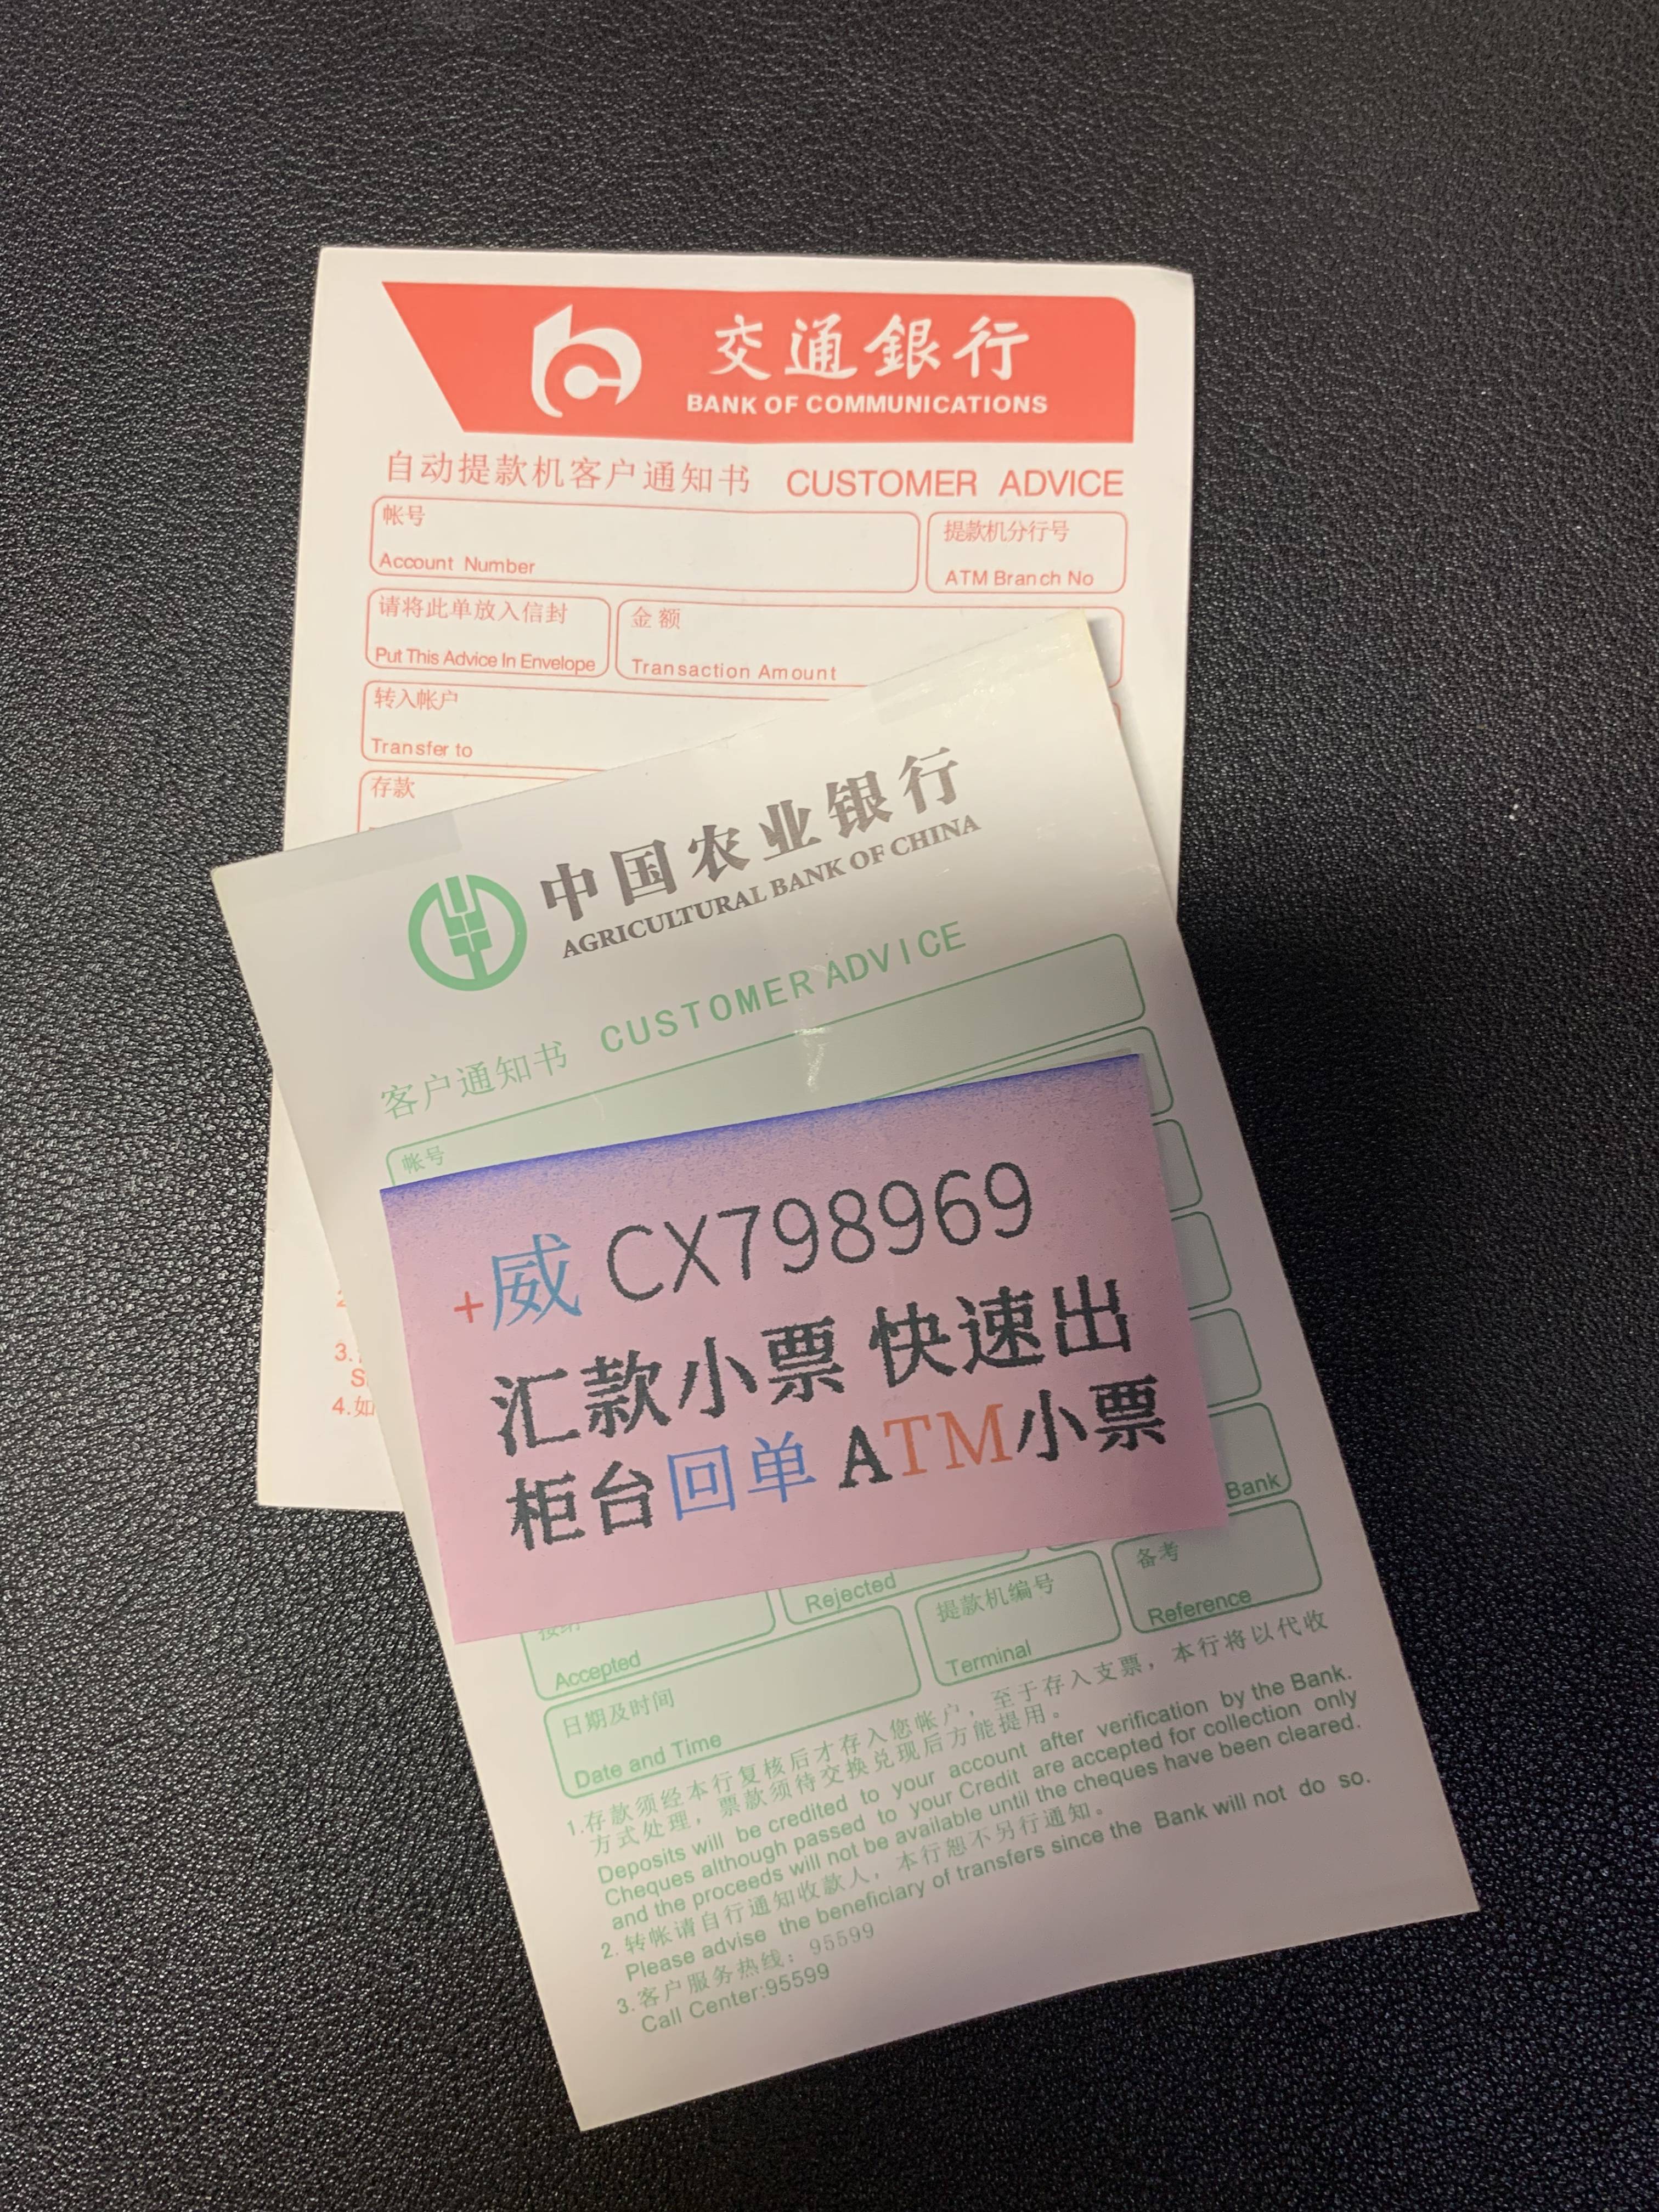 交通銀行
BANK OF COMMUNICATIONS
自动提款机客户通知书 CUSTOMER ADVICE
帐号
Account Number
提款机分行号
ATM Branch No
请将此单放入信封
Put This Advice In Envelope
金额
Transaction Amount
转入帐户
Transfer to
存款
3.
4.如
中国农业银行
AGRICULTURAL BANK OF CHINA
客户通知书 CUSTOMER ADVICE
帐号
+威 CX798969
汇款小票 快速出
柜台回单 ATM小票
Bank
Accepted
Rejected
提款机编号
Terminal
备考
Reference
日期及时间
Date and Time
1.存款须经本行复核后才存入您帐户，至于存入支票，本行将以代收
方式处理，票款须待交换兑现后方能提用。
Deposits will be credited to your account after verification by the Bank.
Cheques although passed to your Credit are accepted for collection only
and the proceeds will not be available until the cheques have been cleared.
2.转帐请自行通知收款人，本行恕不另行通知。
Please advise the beneficiary of transfers since the Bank will not do so.
3.客户服务热线：95599
Call Center:95599